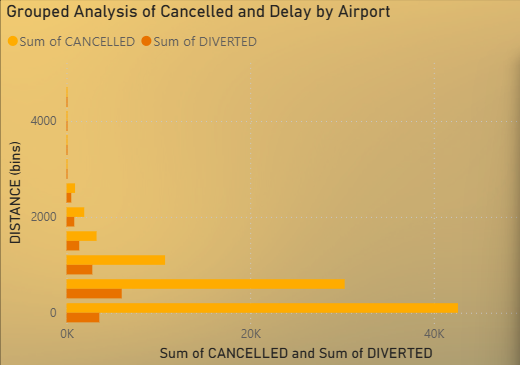 Grouped Analysis of Cancelled and Delay by Airport
Sum of CANCELLED Sum of DIVERTED
DISTANCE (bins)
4000
2000
0
0K 20K 40K
Sum of CANCELLED and Sum of DIVERTED